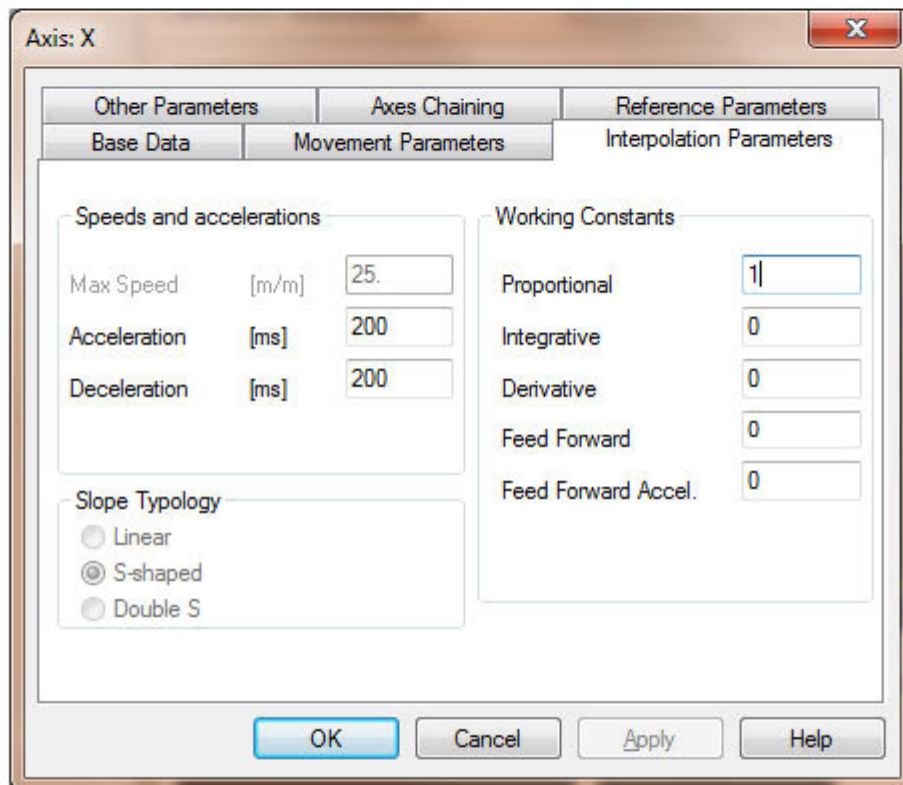 Axis: X
Other Parameters
Axes Chaining
Reference Parameters
Base Data
Movement Parameters
Interpolation Parameters
Speeds and accelerations
Max Speed [m/m] 25.
Acceleration [ms] 200
Deceleration [ms] 200
Slope Typology
Linear
S-shaped
Double S
Working Constants
Proportional 1
Integrative 0
Derivative 0
Feed Forward 0
Feed Forward Accel. 0
OK
Cancel
Apply
Help